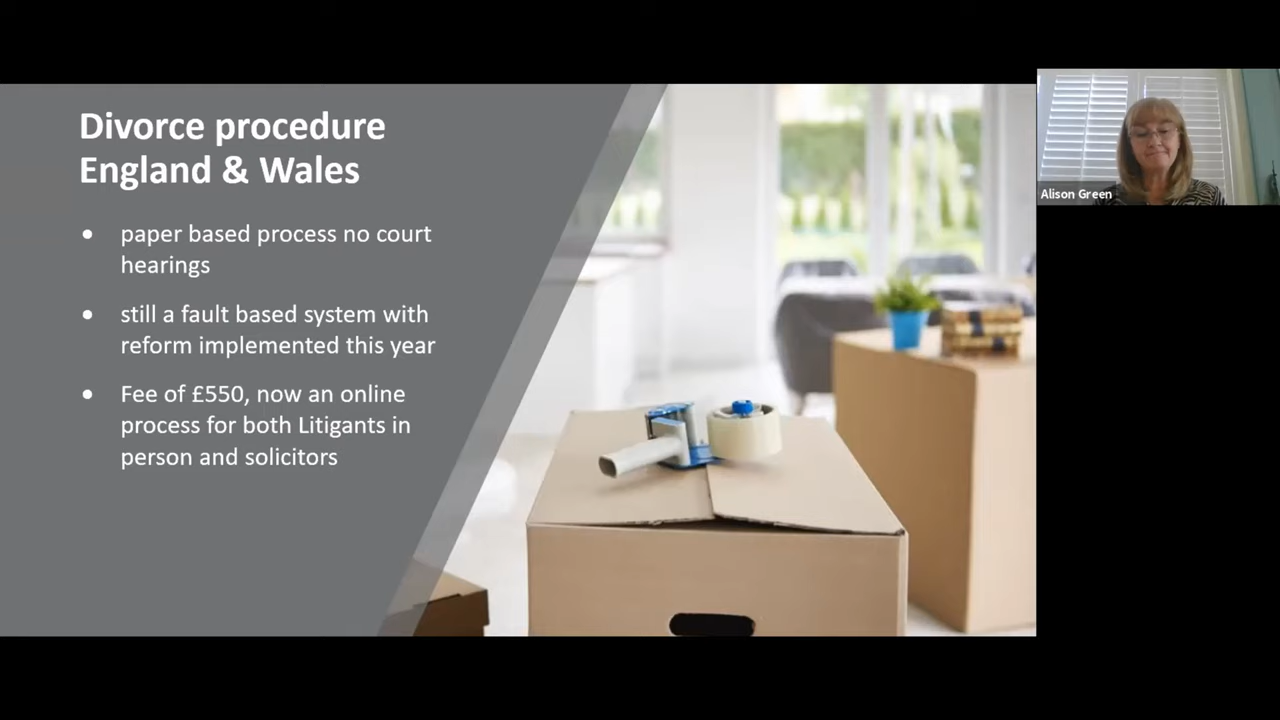 Divorce procedure
England & Wales
• paper based process no court
hearings
• still a fault based system with
reform implemented this year
• Fee of £550, now an online
process for both Litigants in
person and solicitors
Alison Green